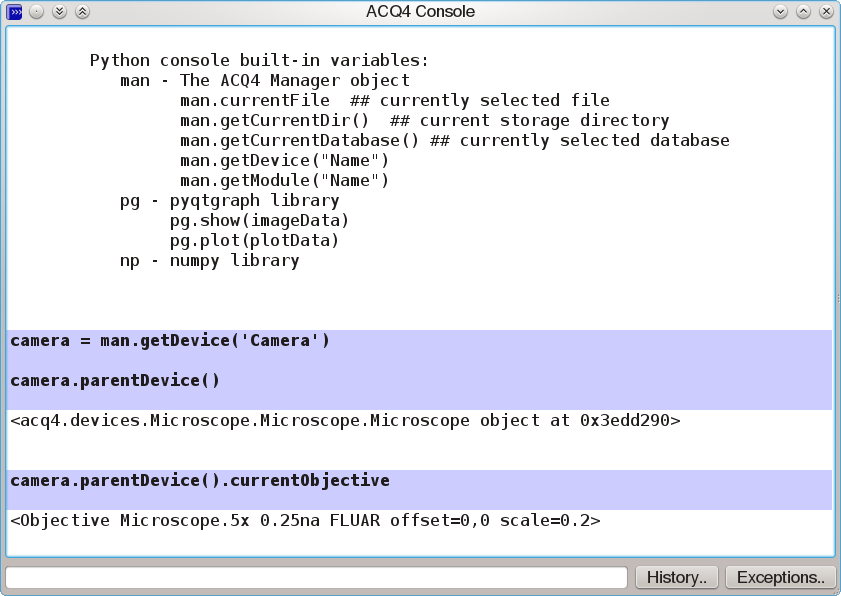 ACQ4 Console
Python console built-in variables:
man - The ACQ4 Manager object
man.currentFile  ## currently selected file
man.getCurrentDir()  ## current storage directory
man.getCurrentDatabase() ## currently selected database
man.getDevice("Name")
man.getModule("Name")
pg - pyqtgraph library
pg.show(imageData)
pg.plot(plotData)
np - numpy library
camera = man.getDevice('Camera')
camera.parentDevice()
<acq4.devices.Microscope.Microscope.Microscope object at 0x3edd290>
camera.parentDevice().currentObjective
<Objective Microscope.5x 0.25na FLUAR offset=0,0 scale=0.2>
History.. Exceptions..